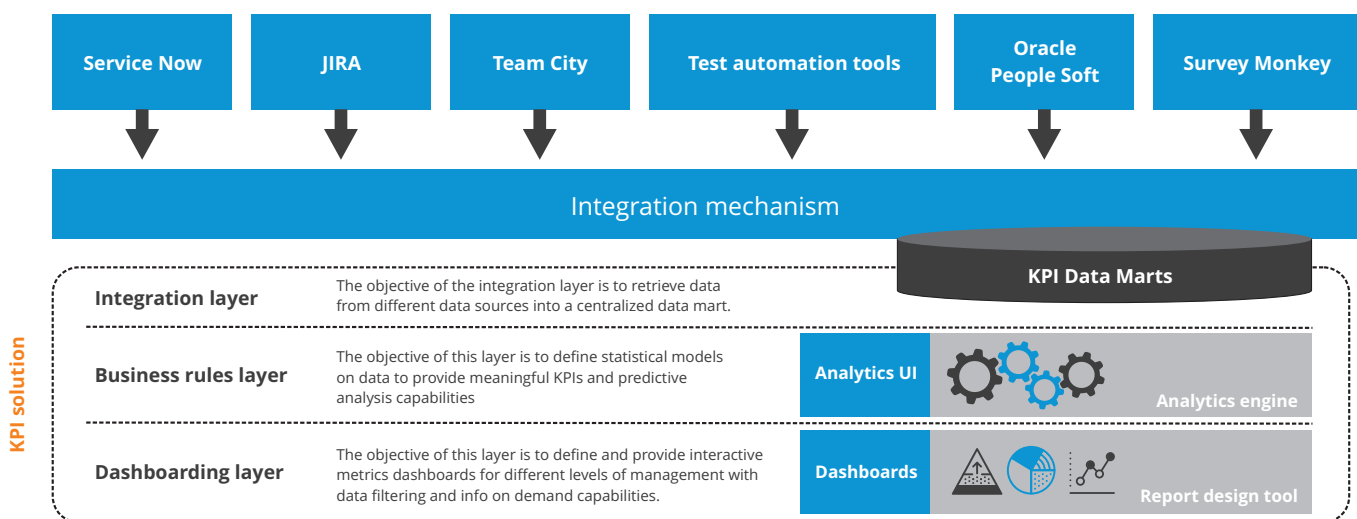 Service Now
JIRA
Team City
Test automation tools
Oracle
People Soft
Survey Monkey
Integration mechanism
KPI Data Marts
KPI solution
Integration layer
The objective of the integration layer is to retrieve data
from different data sources into a centralized data mart.
Business rules layer
The objective of this layer is to define statistical models
on data to provide meaningful KPIs and predictive
analysis capabilities
Analytics UI
Analytics engine
Dashboarding layer
The objective of this layer is to define and provide interactive
metrics dashboards for different levels of management with
data filtering and info on demand capabilities.
Dashboards
Report design tool